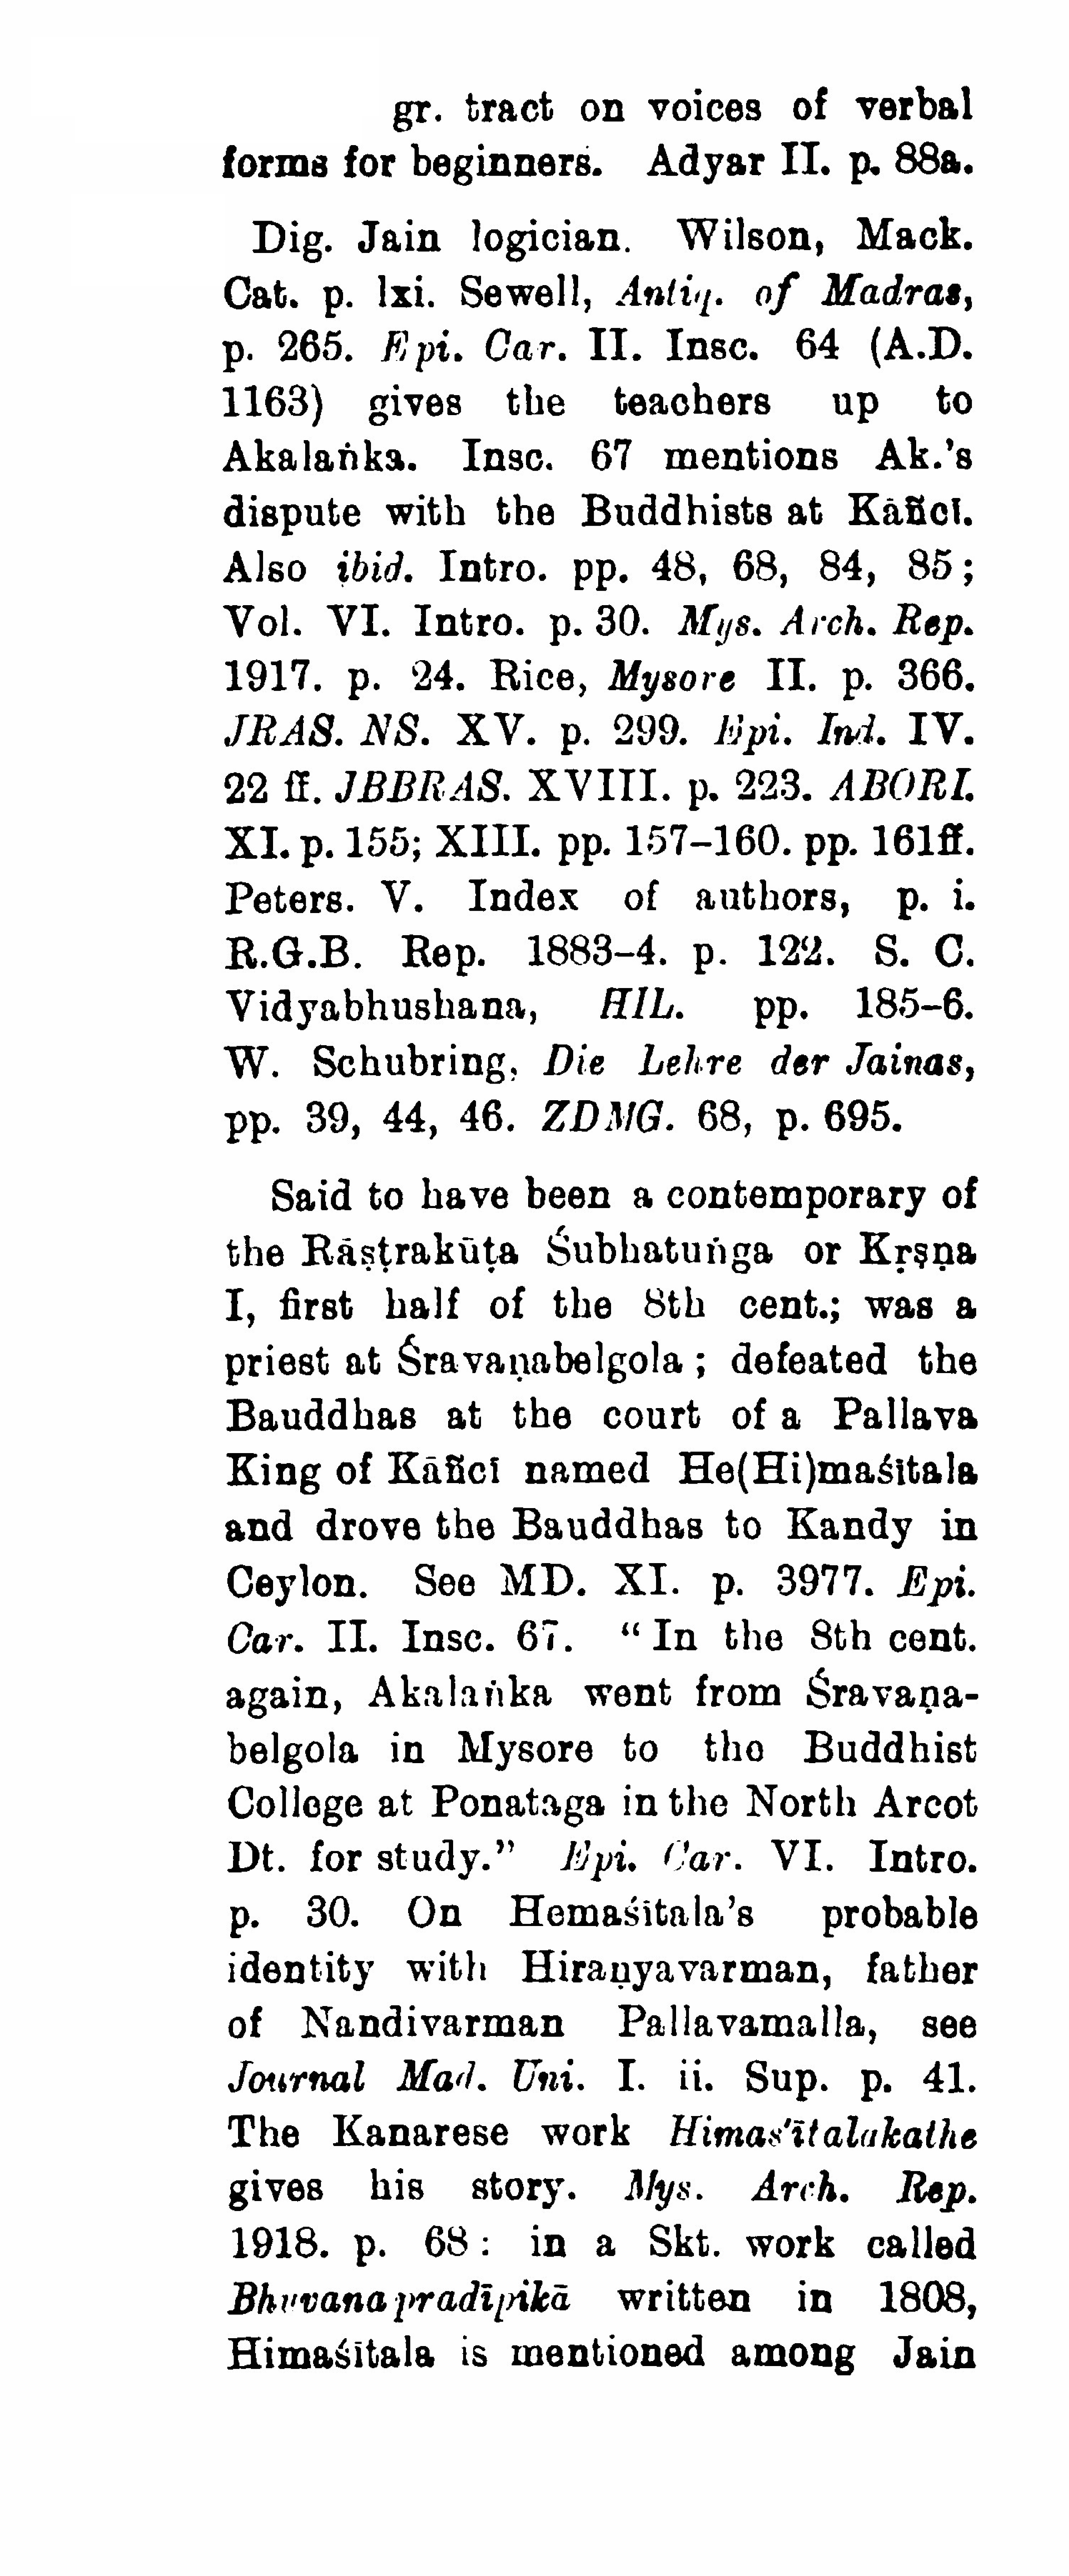 gr. tract on voices of verbal
forms for beginners. Adyar II. p. 88a.
Dig. Jain logician. Wilson, Mack.
Cat. p. lxi. Sewell, Antiq. of Madras,
p. 265. Epi. Car. II. Insc. 64 (A.D.
1163) gives the teachers up to
Akalaṅka. Insc. 67 mentions Ak.'s
dispute with the Buddhists at Kāñcī.
Also ibid. Intro. pp. 48, 68, 84, 85;
Vol. VI. Intro. p. 30. Mys. Arch. Rep.
1917. p. 24. Rice, Mysore II. p. 366.
JRAS. NS. XV. p. 299. Epi. Ind. IV.
22 ff. JBBRAS. XVIII. p. 223. ABORI.
XI. p. 155; XIII. pp. 157-160. pp. 161ff.
Peters. V. Index of authors, p. i.
R.G.B. Rep. 1883-4. p. 122. S. C.
Vidyabhushana, HIL. pp. 185-6.
W. Schubring, Die Lehre der Jainas,
pp. 39, 44, 46. ZDMG. 68, p. 695.
Said to have been a contemporary of
the Rāṣṭrakūṭa Śubhatuṅga or Kṛṣṇa
I, first half of the 8th cent.; was a
priest at Śravaṇabelgola; defeated the
Bauddhas at the court of a Pallava
King of Kāñcī named He(Hi)maśītala
and drove the Bauddhas to Kandy in
Ceylon. See MD. XI. p. 3977. Epi.
Car. II. Insc. 67. "In the 8th cent.
again, Akalaṅka went from Śravaṇa-
belgola in Mysore to the Buddhist
College at Ponataga in the North Arcot
Dt. for study." Epi. Car. VI. Intro.
p. 30. On Hemaśītala's probable
identity with Hiraṇyavarman, father
of Nandivarman Pallavamalla, see
Journal Mad. Uni. I. ii. Sup. p. 41.
The Kanarese work Himas'ītalakathe
gives his story. Mys. Arch. Rep.
1918. p. 68: in a Skt. work called
Bhuvanapradīpikā written in 1808,
Himaśītala is mentioned among Jain